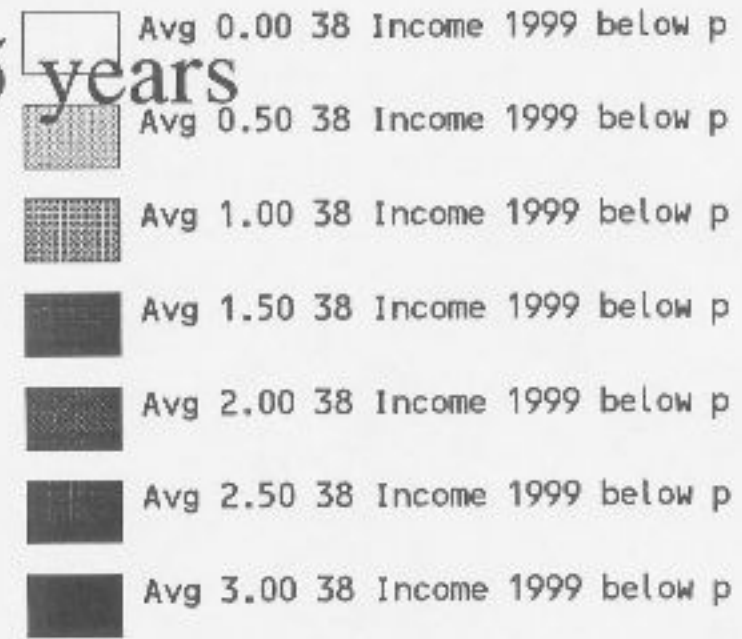 Avg 0.00 38 Income 1999 below p
years
Avg 0.50 38 Income 1999 below p
Avg 1.00 38 Income 1999 below p
Avg 1.50 38 Income 1999 below p
Avg 2.00 38 Income 1999 below p
Avg 2.50 38 Income 1999 below p
Avg 3.00 38 Income 1999 below p